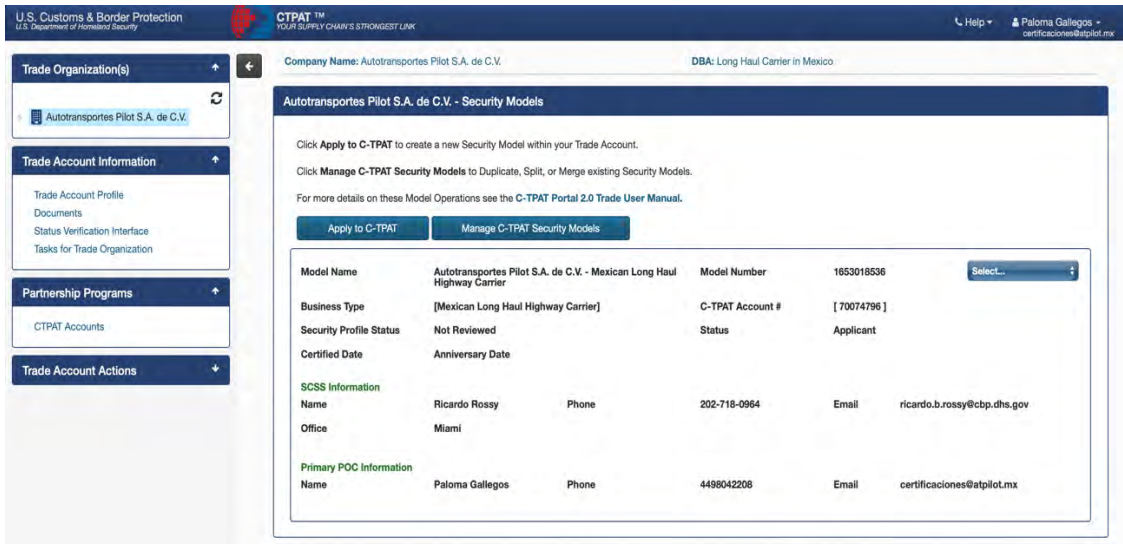 U.S. Customs & Border Protection
U.S. Department of Homeland Security
CTPAT ™
YOUR SUPPLY CHAIN'S STRONGEST LINK
Help
Paloma Gallegos
certificaciones@atpilot.mx
Trade Organization(s)
Autotransportes Pilot S.A. de C.V.
Trade Account Information
Trade Account Profile
Documents
Status Verification Interface
Tasks for Trade Organization
Partnership Programs
CTPAT Accounts
Trade Account Actions
Company Name: Autotransportes Pilot S.A. de C.V. DBA: Long Haul Carrier in Mexico
Autotransportes Pilot S.A. de C.V. - Security Models
Click Apply to C-TPAT to create a new Security Model within your Trade Account.
Click Manage C-TPAT Security Models to Duplicate, Split, or Merge existing Security Models.
For more details on these Model Operations see the C-TPAT Portal 2.0 Trade User Manual.
Apply to C-TPAT Manage C-TPAT Security Models
Model Name Autotransportes Pilot S.A. de C.V. - Mexican Long Haul Model Number 1653018536 Select...
Highway Carrier
Business Type [Mexican Long Haul Highway Carrier] C-TPAT Account # [ 70074796 ]
Security Profile Status Not Reviewed Status Applicant
Certified Date Anniversary Date
SCSS Information
Name Ricardo Rossy Phone 202-718-0964 Email ricardo.b.rossy@cbp.dhs.gov
Office Miami
Primary POC Information
Name Paloma Gallegos Phone 4498042208 Email certificaciones@atpilot.mx